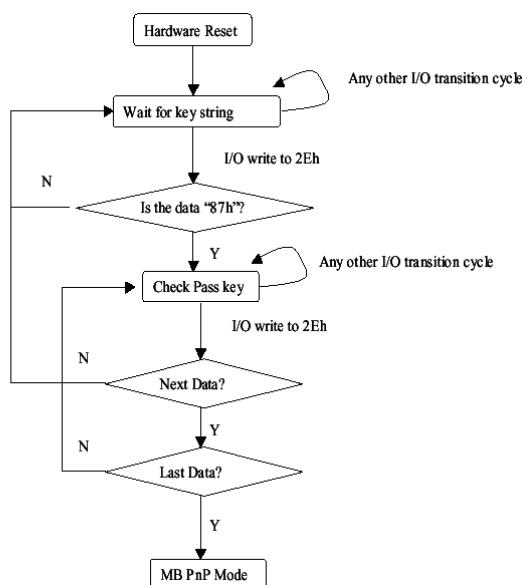 Hardware Reset
Any other I/O transition cycle
Wait for key string
I/O write to 2Eh
N
Is the data “87h”?
Y
Any other I/O transition cycle
Check Pass key
I/O write to 2Eh
N
Next Data?
Y
N
Last Data?
Y
MB PnP Mode